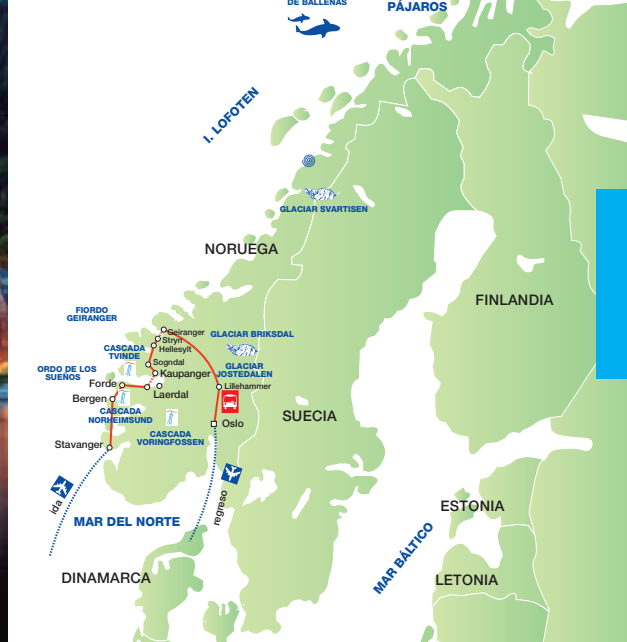 DE BALLENAS
PÁJAROS
I. LOFOTEN
GLACIAR SVARTISEN
NORUEGA
FINLANDIA
FIORDO
GEIRANGER
Geiranger
Stryn
Hellesylt
GLACIAR BRIKSDAL
CASCADA
TVINDE
Sogndal
Kaupanger
GLACIAR
JOSTEDALEN
ORDO DE LOS
SUEÑOS
Forde
Laerdal
Lillehammer
Bergen
CASCADA
NORHEIMSUND
CASCADA
VORINGFOSSEN
Oslo
SUECIA
Stavanger
ida
regreso
MAR DEL NORTE
ESTONIA
MAR BÁLTICO
DINAMARCA
LETONIA